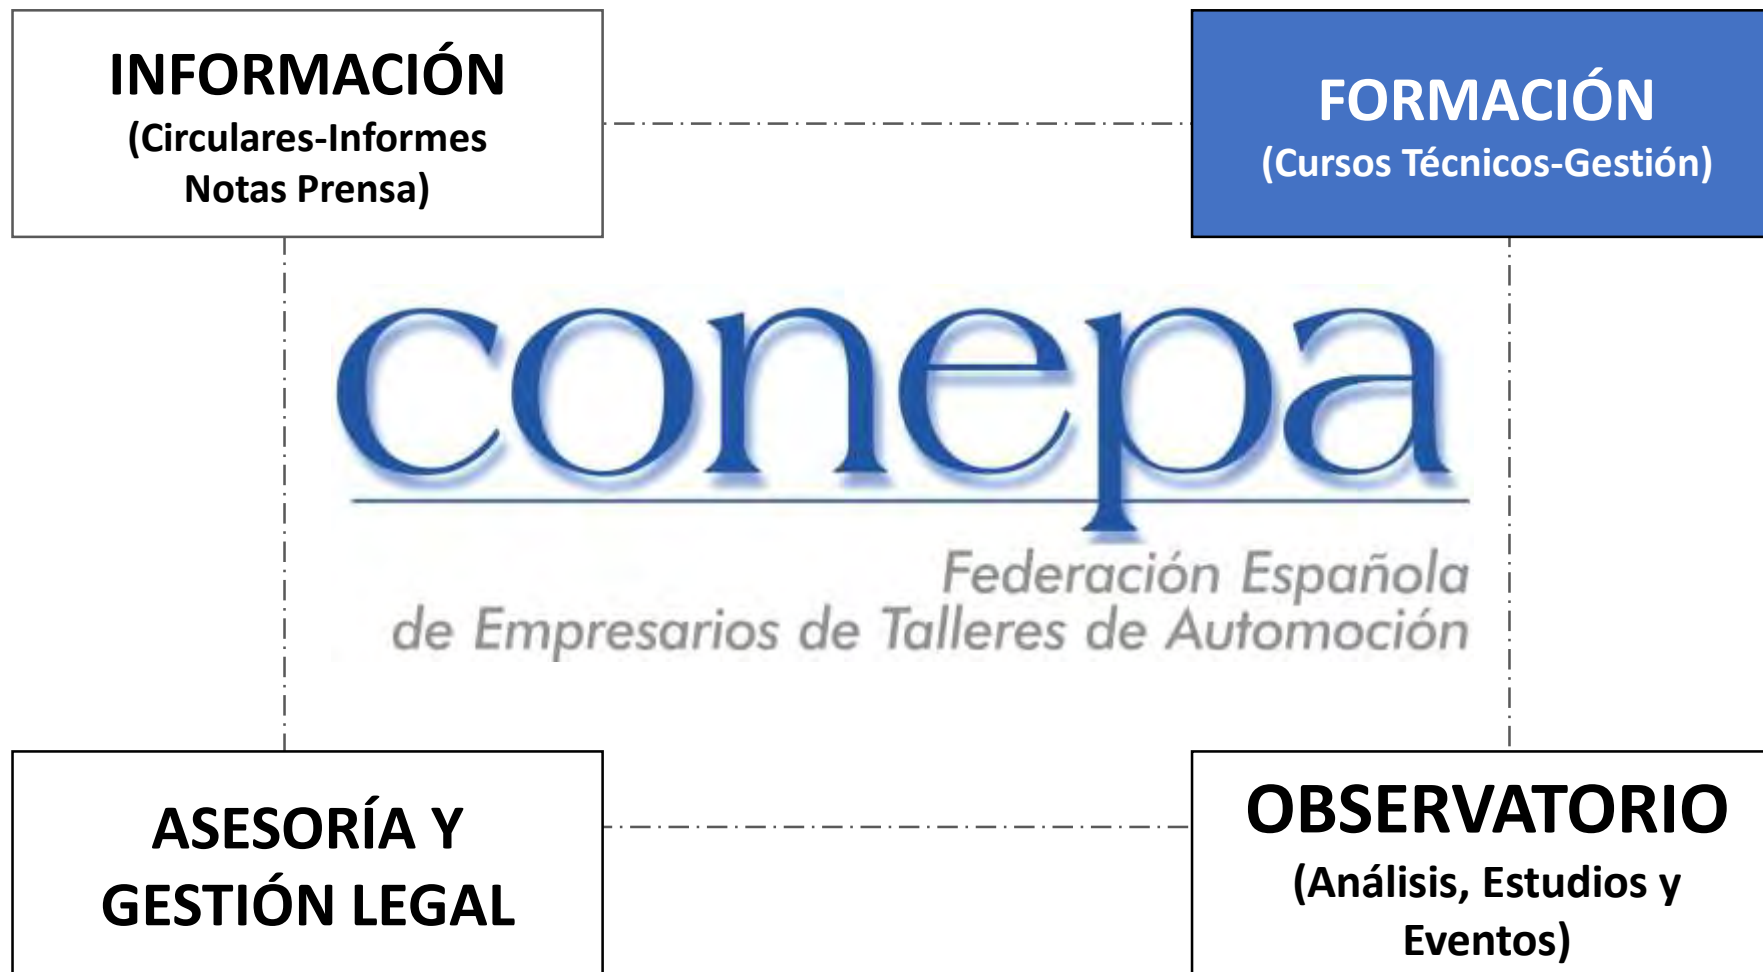 INFORMACIÓN
(Circulares-Informes
Notas Prensa)
FORMACIÓN
(Cursos Técnicos-Gestión)
conepa
Federación Española
de Empresarios de Talleres de Automoción
ASESORÍA Y
GESTIÓN LEGAL
OBSERVATORIO
(Análisis, Estudios y
Eventos)